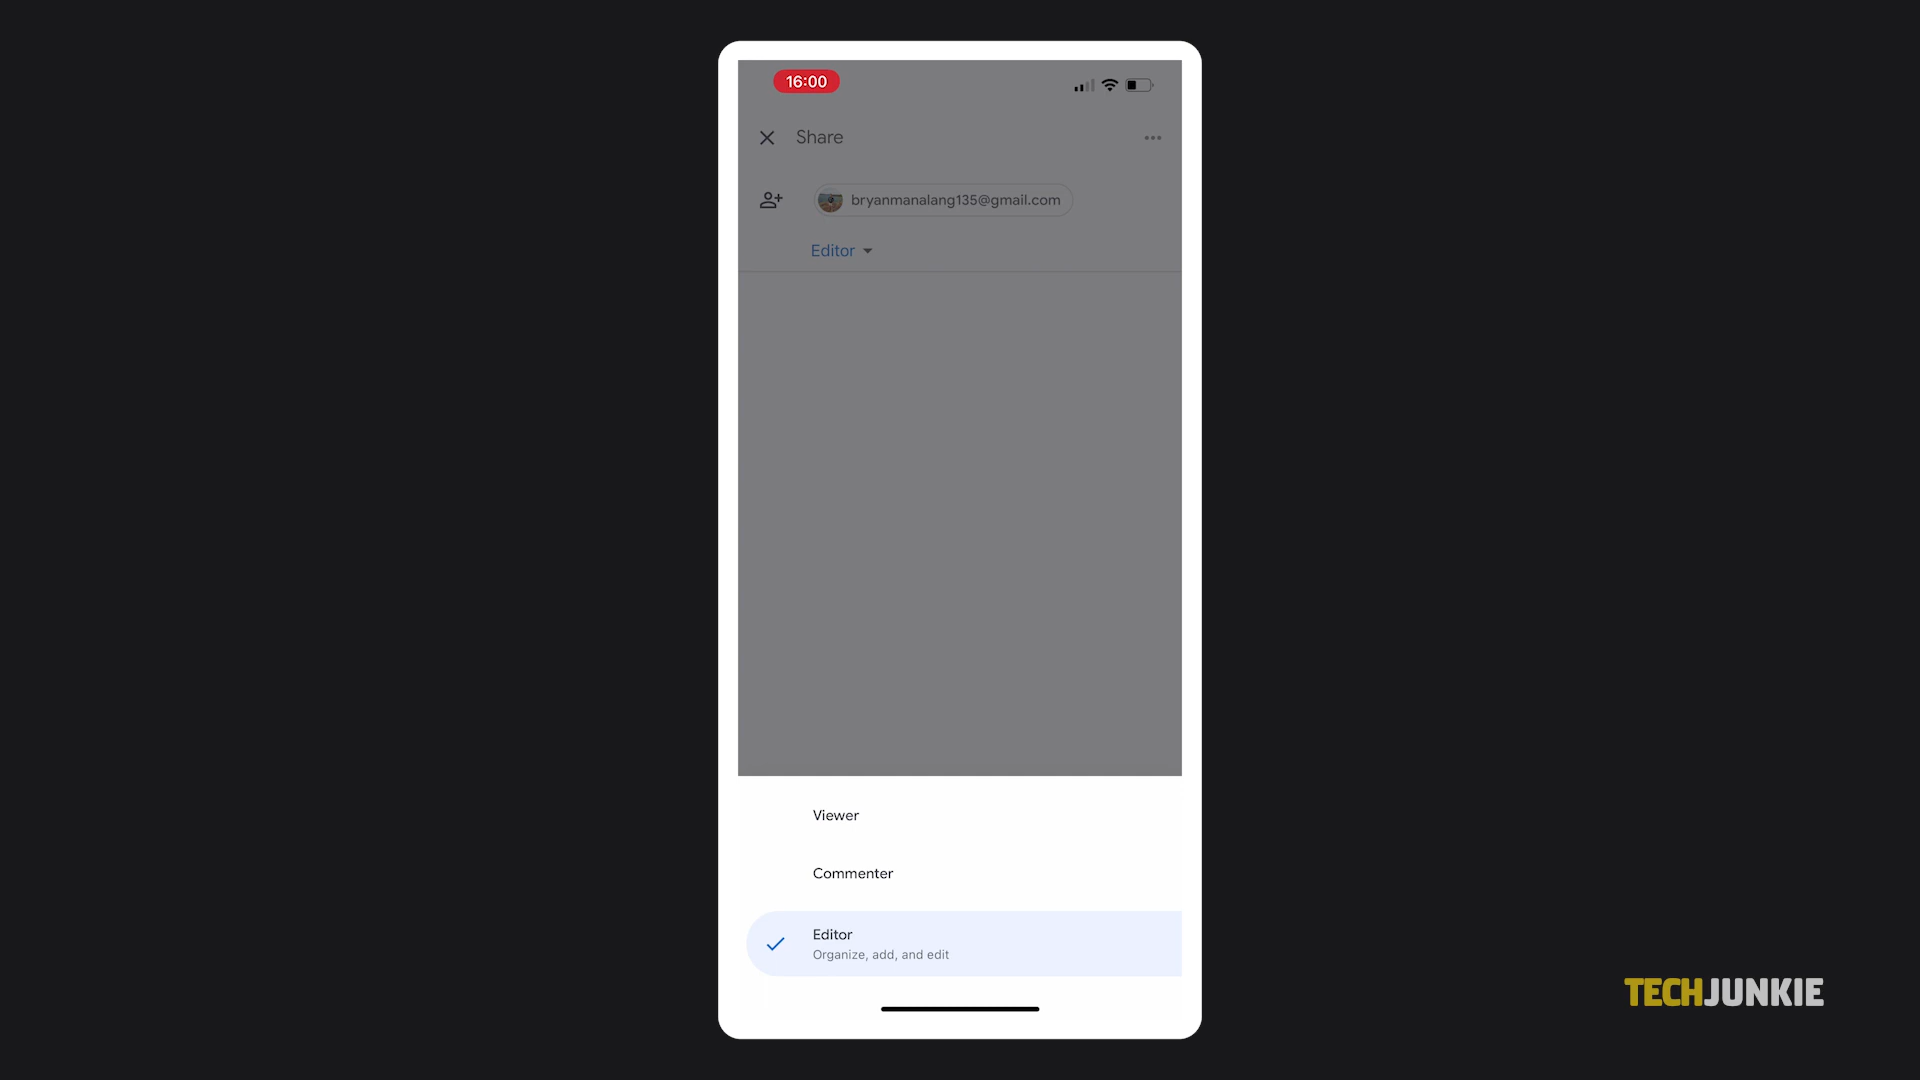 16:00
Share
bryanmanalang135@gmail.com
Editor
Viewer
Commenter
Editor
Organize, add, and edit
TECHJUNKIE